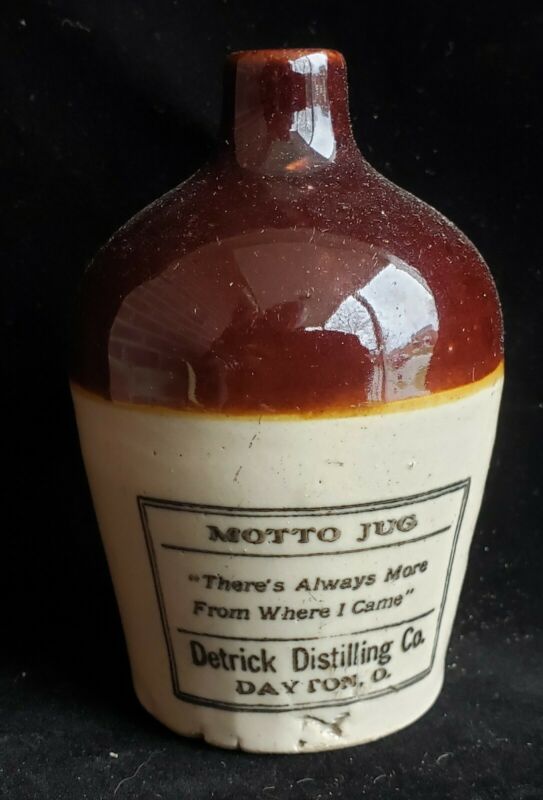 MOTTO JUG
"There's Always More
From Where I Came"
Detrick Distilling Co.
DAYTON, O.